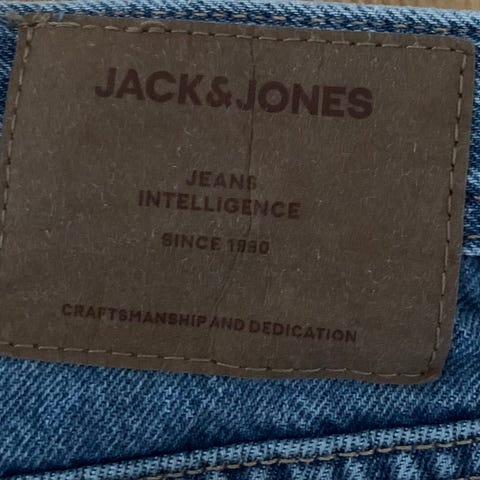 JACK&JONES
JEANS
INTELLIGENCE
SINCE 1990
CRAFTSMANSHIP AND DEDICATION